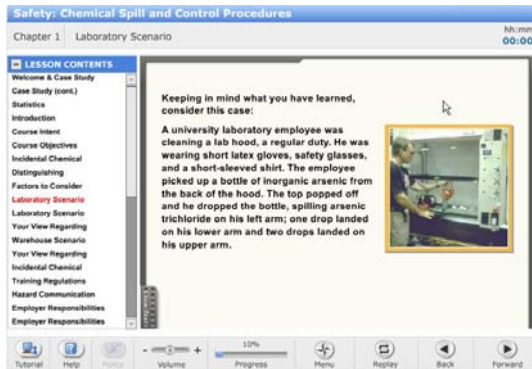 Safety: Chemical Spill and Control Procedures
Chapter 1 Laboratory Scenario
hh:mm
00:00
LESSON CONTENTS
Welcome & Case Study
Case Study (cont.)
Statistics
Introduction
Course Intent
Course Objectives
Incidental Chemical
Distinguishing
Factors to Consider
Laboratory Scenario
Laboratory Scenario
Your View Regarding
Warehouse Scenario
Your View Regarding
Incidental Chemical
Training Regulations
Hazard Communication
Employer Responsibilities
Employer Responsibilities
Keeping in mind what you have learned,
consider this case:
A university laboratory employee was
cleaning a lab hood, a regular duty. He was
wearing short latex gloves, safety glasses,
and a short-sleeved shirt. The employee
picked up a bottle of inorganic arsenic from
the back of the hood. The top popped off
and he dropped the bottle, spilling arsenic
trichloride on his left arm; one drop landed
on his lower arm and two drops landed on
his upper arm.
- +
10%
Tutorial Help Policy Volume Progress Menu Replay Back Forward